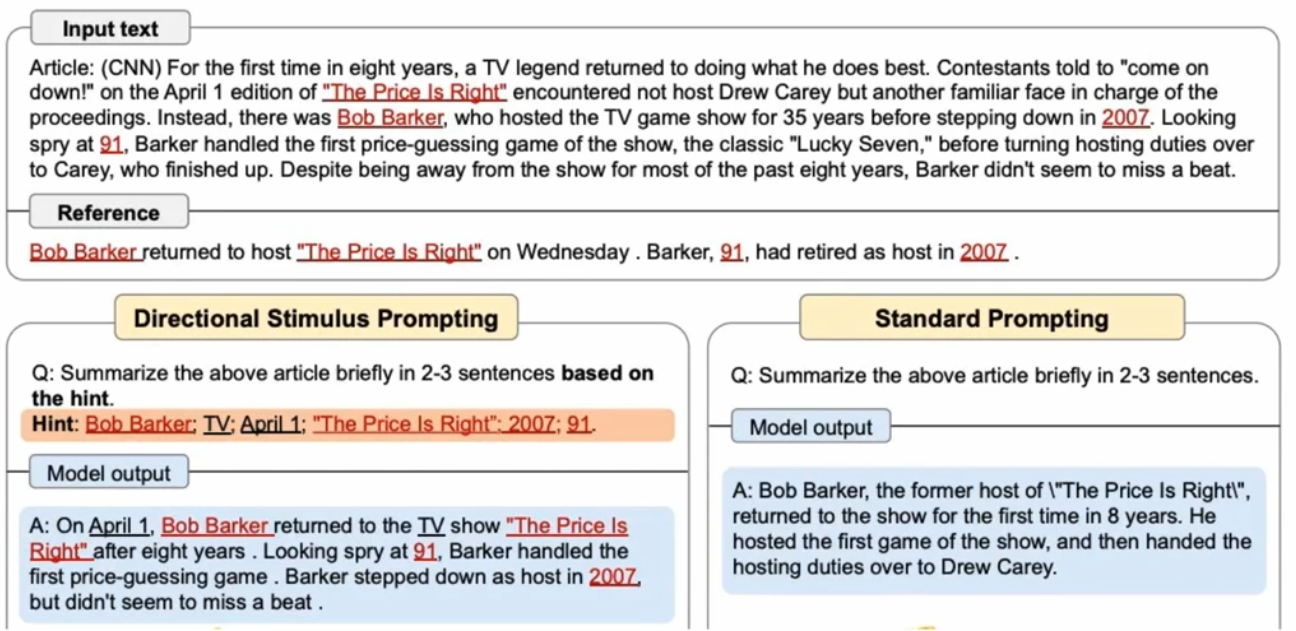 Input text
Article: (CNN) For the first time in eight years, a TV legend returned to doing what he does best. Contestants told to "come on
down!" on the April 1 edition of "The Price Is Right" encountered not host Drew Carey but another familiar face in charge of the
proceedings. Instead, there was Bob Barker, who hosted the TV game show for 35 years before stepping down in 2007. Looking
spry at 91, Barker handled the first price-guessing game of the show, the classic "Lucky Seven," before turning hosting duties over
to Carey, who finished up. Despite being away from the show for most of the past eight years, Barker didn't seem to miss a beat.
Reference
Bob Barker returned to host "The Price Is Right" on Wednesday . Barker, 91, had retired as host in 2007 .
Directional Stimulus Prompting
Q: Summarize the above article briefly in 2-3 sentences based on
the hint.
Hint: Bob Barker; TV; April 1; "The Price Is Right"; 2007; 91.
Model output
A: On April 1, Bob Barker returned to the TV show "The Price Is
Right" after eight years . Looking spry at 91, Barker handled the
first price-guessing game . Barker stepped down as host in 2007,
but didn't seem to miss a beat .
Standard Prompting
Q: Summarize the above article briefly in 2-3 sentences.
Model output
A: Bob Barker, the former host of \"The Price Is Right\",
returned to the show for the first time in 8 years. He
hosted the first game of the show, and then handed the
hosting duties over to Drew Carey.